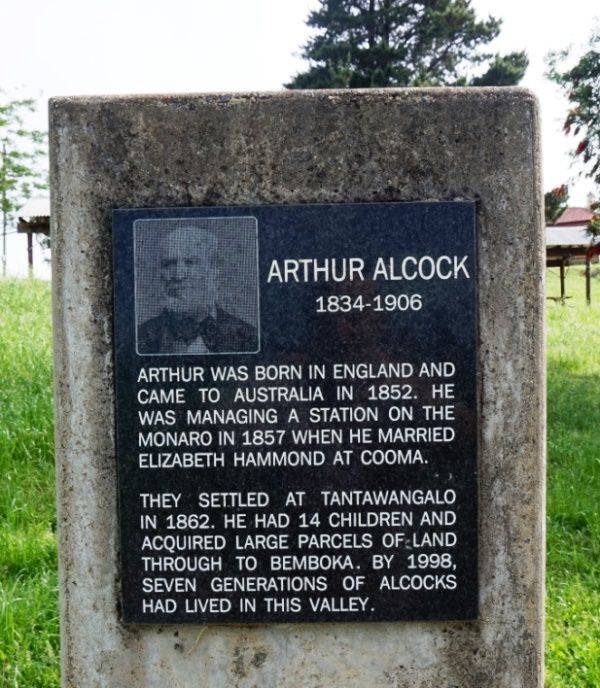 ARTHUR ALCOCK
1834-1906
ARTHUR WAS BORN IN ENGLAND AND
CAME TO AUSTRALIA IN 1852. HE
WAS MANAGING A STATION ON THE
MONARO IN 1857 WHEN HE MARRIED
ELIZABETH HAMMOND AT COOMA.
THEY SETTLED AT TANTAWANGALO
IN 1862. HE HAD 14 CHILDREN AND
ACQUIRED LARGE PARCELS OF LAND
THROUGH TO BEMBOKA. BY 1998,
SEVEN GENERATIONS OF ALCOCKS
HAD LIVED IN THIS VALLEY.